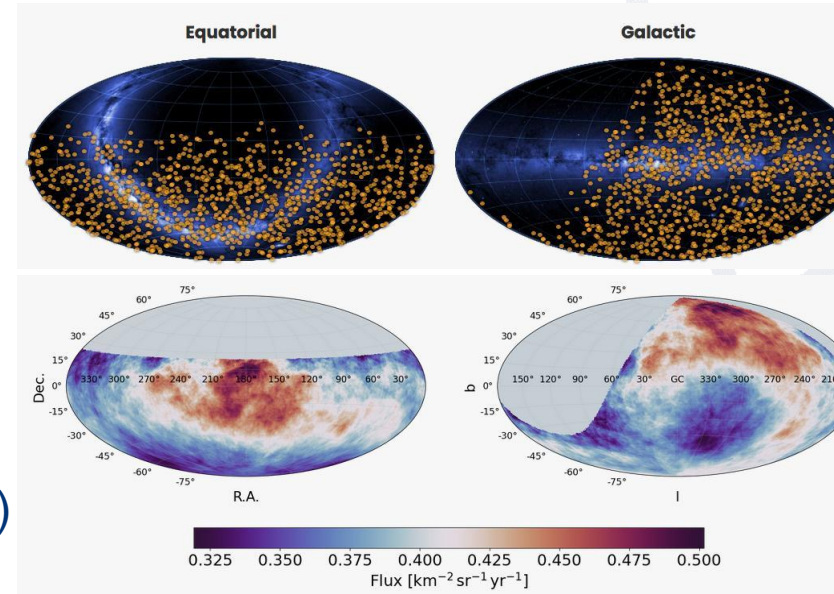 Equatorial
Galactic
75°
60°
45°
30°
15°
0°
-15°
-30°
-45°
-60°
-75°
330° 300° 270° 240° 210° 180° 150° 120° 90° 60° 30°
Dec.
R.A.
75°
60°
45°
30°
15°
0°
-15°
-30°
-45°
-60°
-75°
150° 120° 90° 60° 30° GC 330° 300° 270° 240° 210
b
l
)
0.325 0.350 0.375 0.400 0.425 0.450 0.475 0.500
Flux [km⁻² sr⁻¹ yr⁻¹]